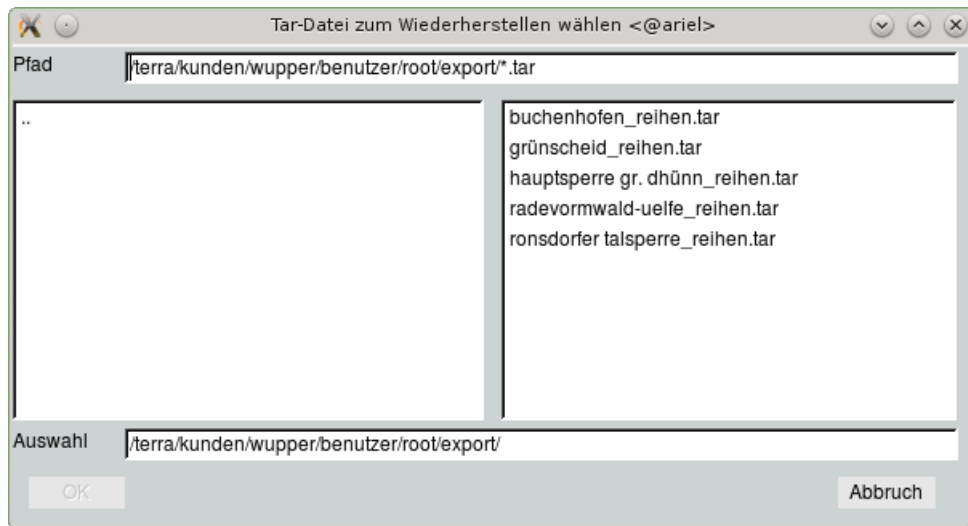 Tar-Datei zum Wiederherstellen wählen <@ariel>
Pfad
/terra/kunden/wupper/benutzer/root/export/*.tar
..
buchenhofen_reihen.tar
grünscheid_reihen.tar
hauptsperre gr. dhünn_reihen.tar
radevormwald-uelfe_reihen.tar
ronsdorfer talsperre_reihen.tar
Auswahl
/terra/kunden/wupper/benutzer/root/export/
OK
Abbruch